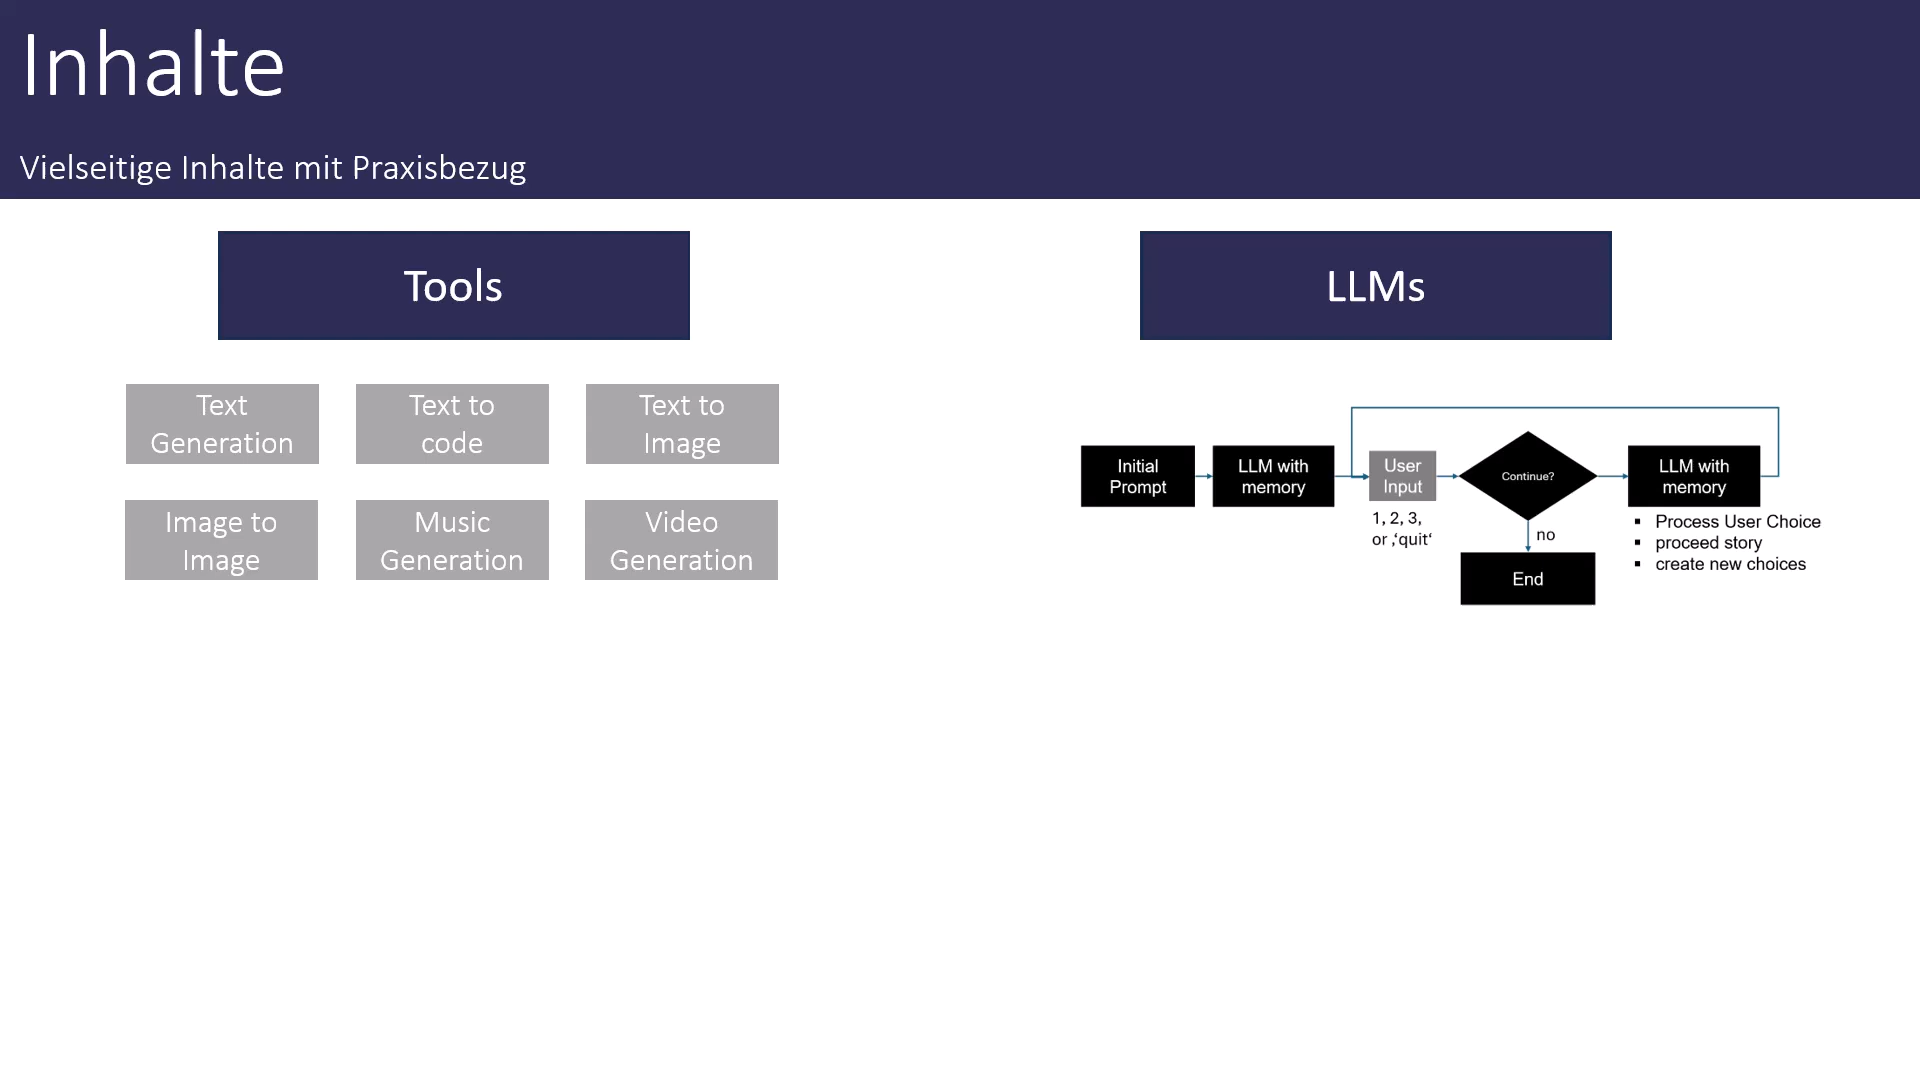 Inhalte
Vielseitige Inhalte mit Praxisbezug
Tools
Text
Generation
Text to
code
Text to
Image
Image to
Image
Music
Generation
Video
Generation
LLMs
Initial
Prompt
LLM with
memory
User
Input
1, 2, 3,
or ‚‘quit‘
Continue?
no
End
LLM with
memory
▪ Process User Choice
▪ proceed story
▪ create new choices